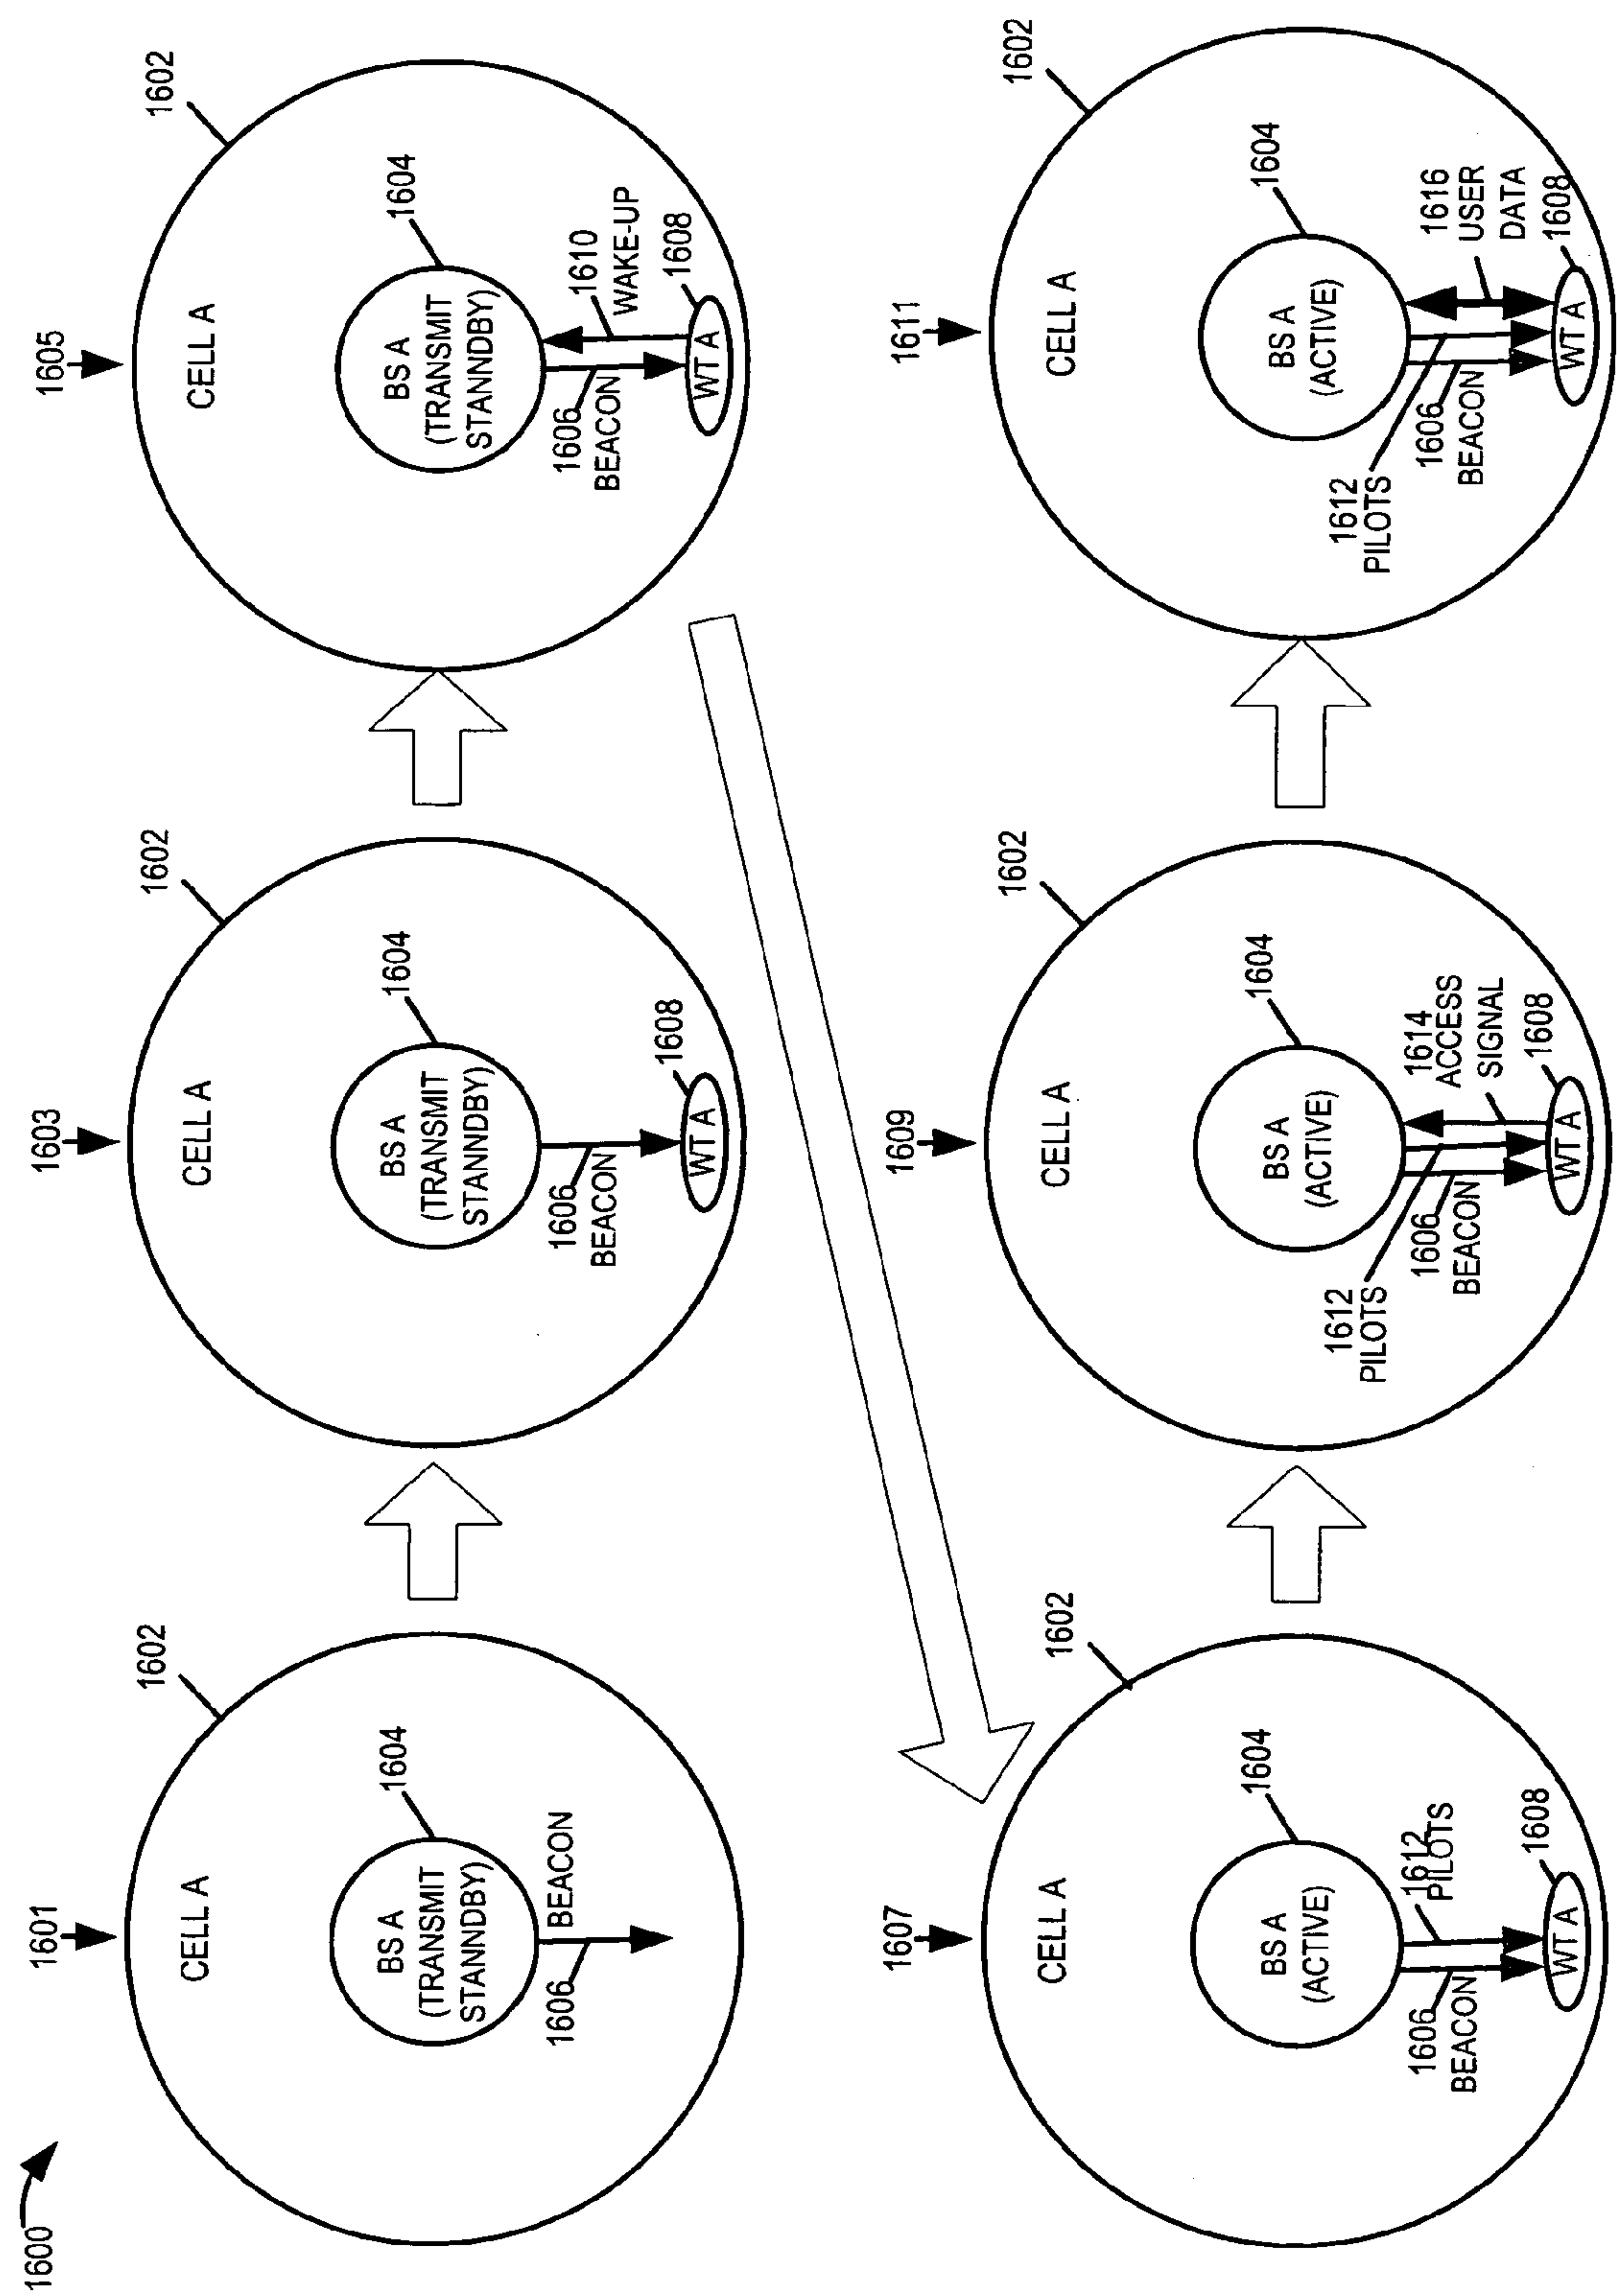 1600
1601
1602
CELL A
1604
BS A
(TRANSMIT
STANNDBY)
1606
BEACON
1603
1602
CELL A
1604
BS A
(TRANSMIT
STANNDBY)
1606
BEACON
1608
WT A
1605
1602
CELL A
1604
BS A
(TRANSMIT
STANNDBY)
1606
BEACON
1610
WAKE-UP
1608
WT A
1607
1602
CELL A
1604
BS A
(ACTIVE)
1606
BEACON
1612
PILOTS
1608
WT A
1609
1602
CELL A
1604
BS A
(ACTIVE)
1612
PILOTS
1606
BEACON
1614
ACCESS
SIGNAL
1608
WT A
1611
1602
CELL A
1604
BS A
(ACTIVE)
1612
PILOTS
1606
BEACON
1616
USER
DATA
1608
WT A